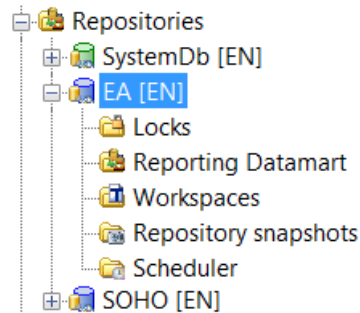 Repositories
SystemDb [EN]
EA [EN]
Locks
Reporting Datamart
Workspaces
Repository snapshots
Scheduler
SOHO [EN]